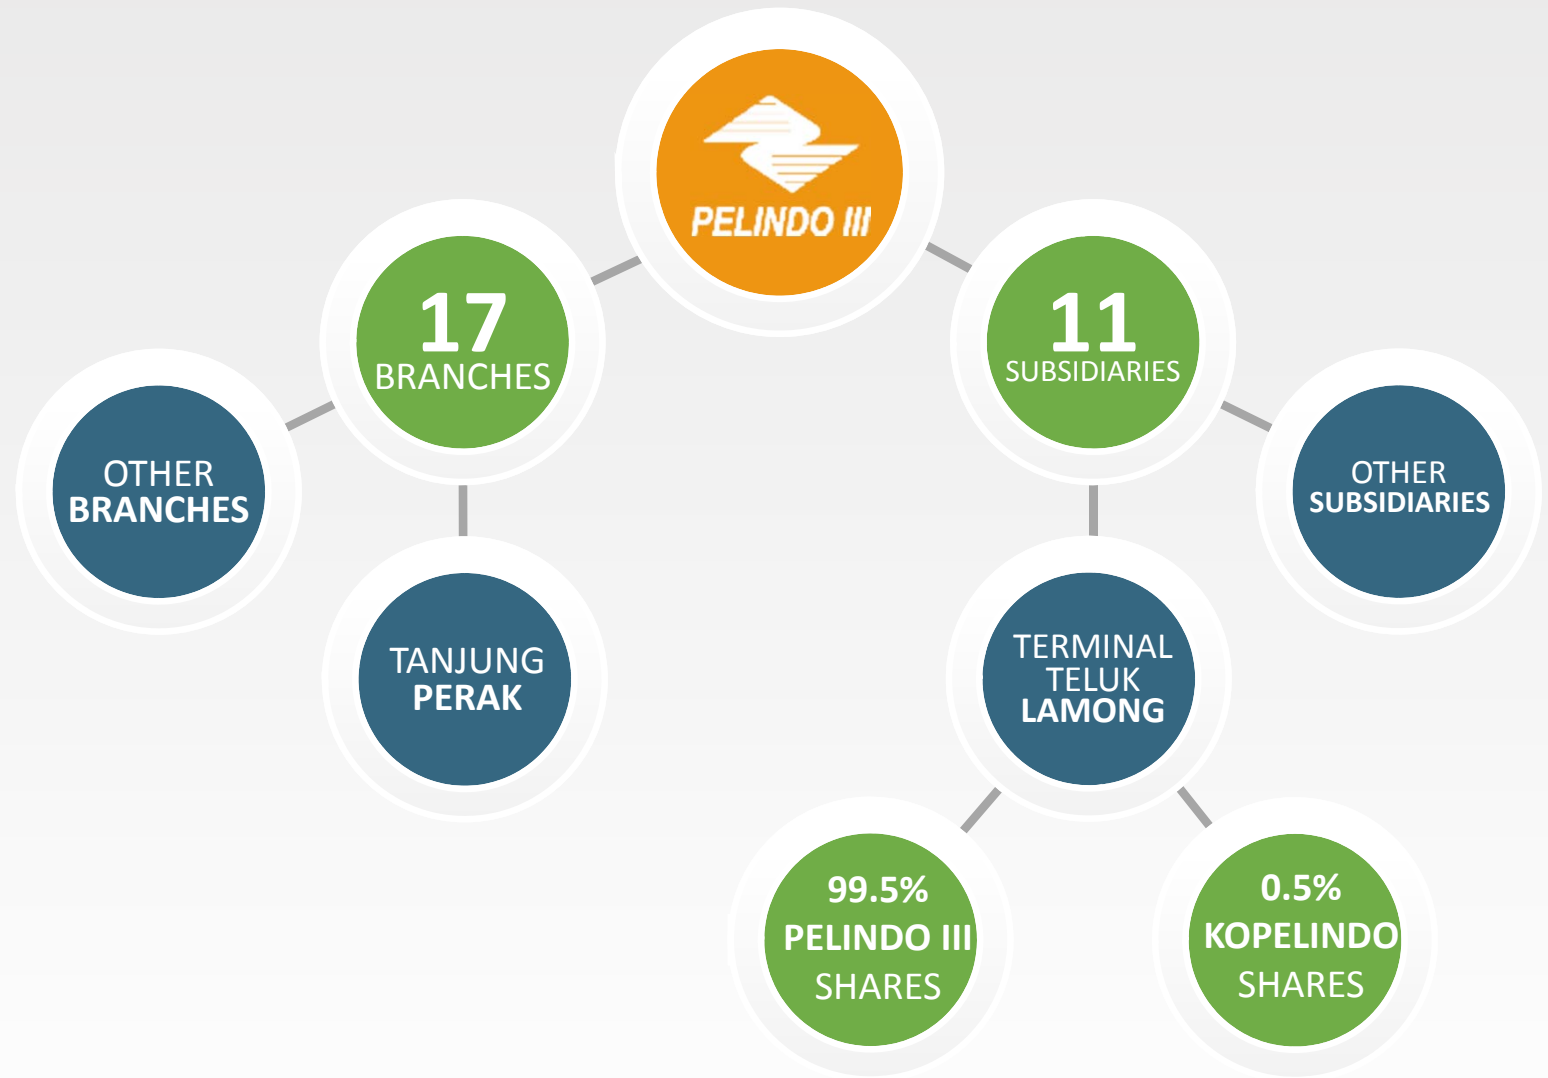 PELINDO III
17
BRANCHES
11
SUBSIDIARIES
OTHER
BRANCHES
OTHER
SUBSIDIARIES
TANJUNG
PERAK
TERMINAL
TELUK
LAMONG
99.5%
PELINDO III
SHARES
0.5%
KOPELINDO
SHARES